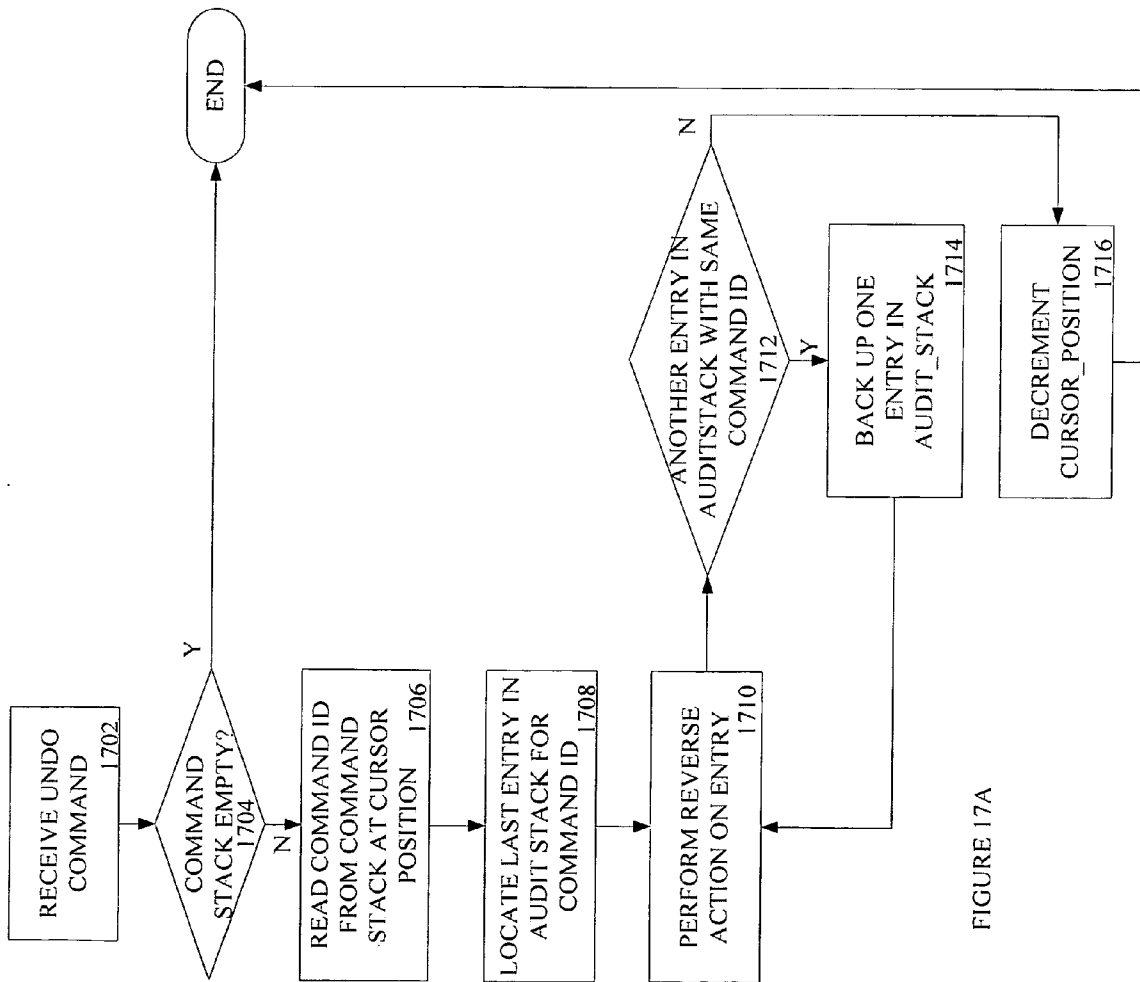 RECEIVE UNDO
COMMAND
1702
COMMAND
STACK EMPTY?
1704
Y
N
END
READ COMMAND ID
FROM COMMAND
STACK AT CURSOR
POSITION
1706
LOCATE LAST ENTRY IN
AUDIT STACK FOR
COMMAND ID
1708
PERFORM REVERSE
ACTION ON ENTRY
1710
ANOTHER ENTRY IN
AUDITSTACK WITH SAME
COMMAND ID
1712
N
Y
BACK UP ONE
ENTRY IN
AUDIT_STACK
1714
DECREMENT
CURSOR_POSITION
1716
FIGURE 17A